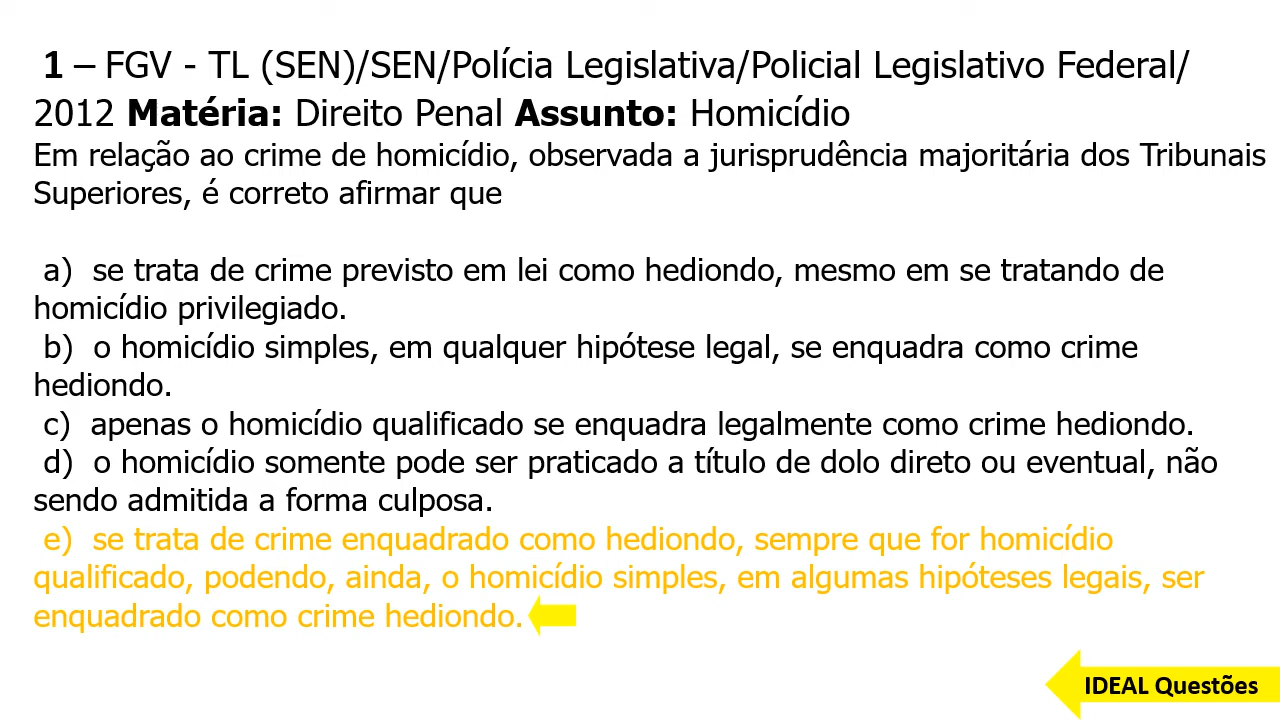 1 – FGV - TL (SEN)/SEN/Polícia Legislativa/Policial Legislativo Federal/
2012 Matéria: Direito Penal Assunto: Homicídio
Em relação ao crime de homicídio, observada a jurisprudência majoritária dos Tribunais
Superiores, é correto afirmar que
a) se trata de crime previsto em lei como hediondo, mesmo em se tratando de
homicídio privilegiado.
b) o homicídio simples, em qualquer hipótese legal, se enquadra como crime
hediondo.
c) apenas o homicídio qualificado se enquadra legalmente como crime hediondo.
d) o homicídio somente pode ser praticado a título de dolo direto ou eventual, não
sendo admitida a forma culposa.
e) se trata de crime enquadrado como hediondo, sempre que for homicídio
qualificado, podendo, ainda, o homicídio simples, em algumas hipóteses legais, ser
enquadrado como crime hediondo.
IDEAL Questões